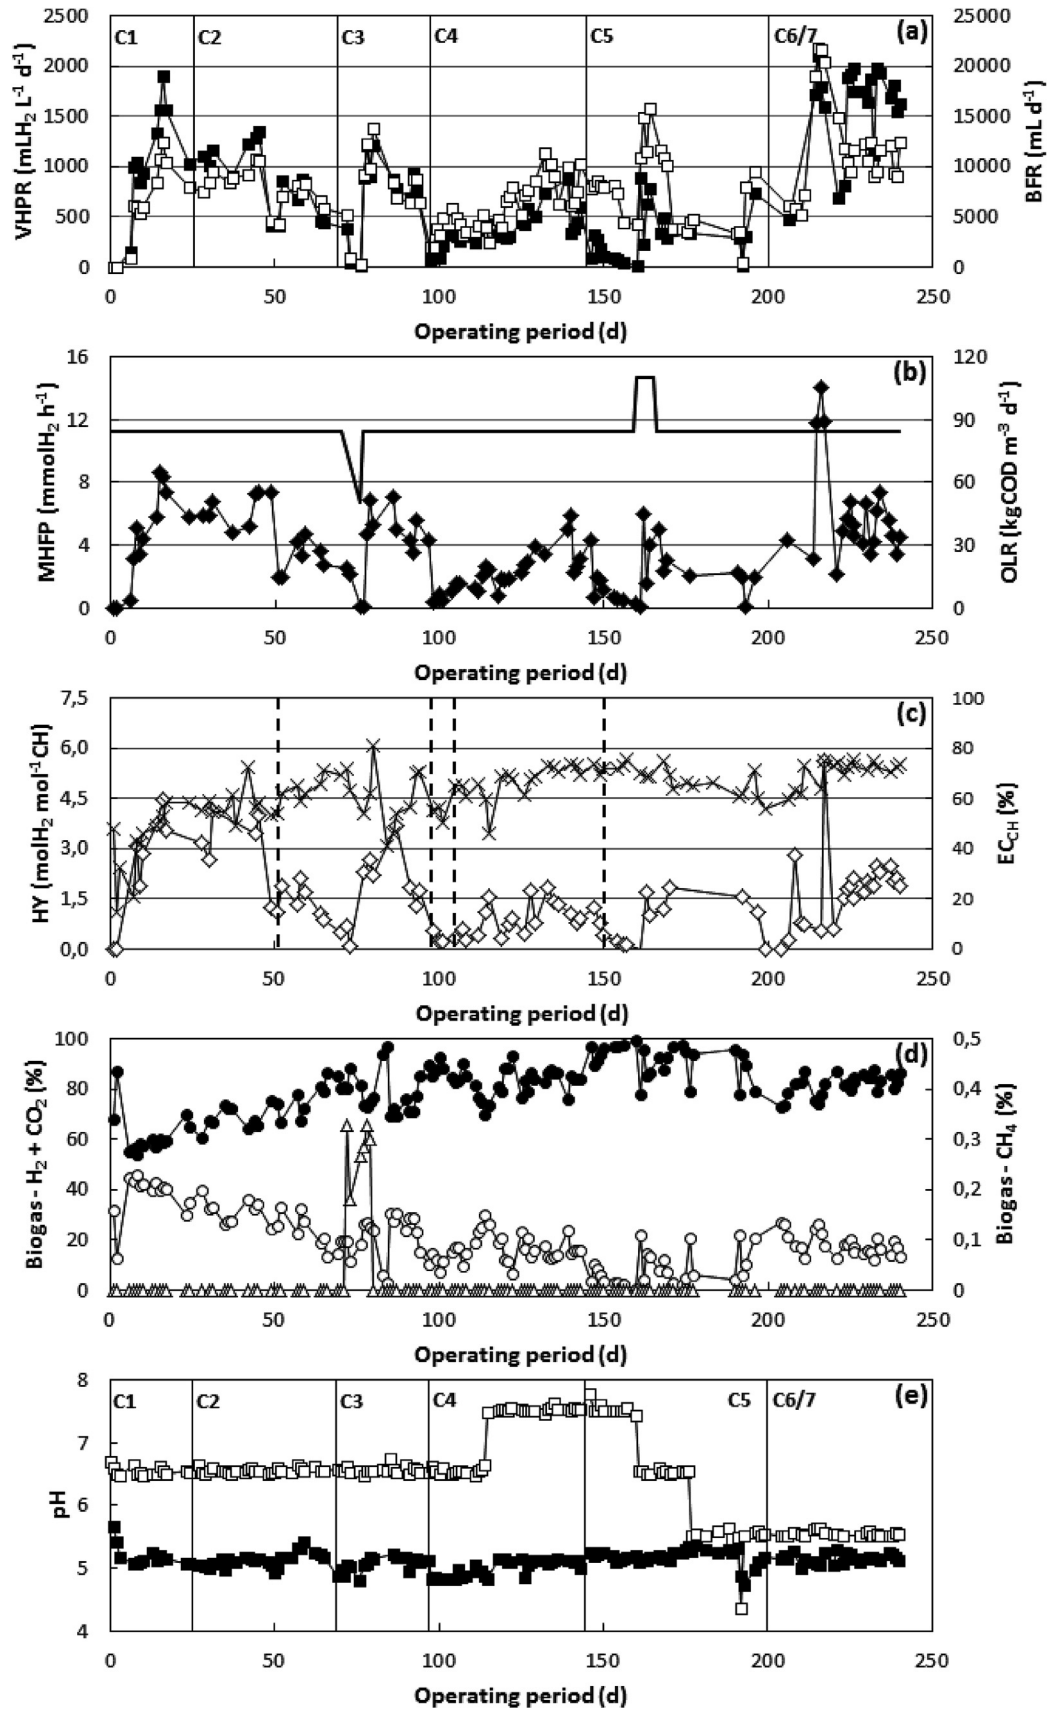 2500 C1 C2 C3 C4 C5 C6/7 (a) 25000
2000 20000
1500 15000
1000 10000
500 5000
0 0
VHPR (mLH₂ L⁻¹ d⁻¹)
BFR (mL d⁻¹)
0 50 100 150 200 250
Operating period (d)
16 (b) 120
12 90
8 60
4 30
0 0
MHFP (mmolH₂ h⁻¹)
OLR (kgCOD m⁻³ d⁻¹)
0 50 100 150 200 250
Operating period (d)
7,5 (c) 100
6,0 80
4,5 60
3,0 40
1,5 20
0,0 0
HY (molH₂ mol⁻¹CH)
EC_CH (%)
0 50 100 150 200 250
Operating period (d)
100 (d) 0,5
80 0,4
60 0,3
40 0,2
20 0,1
0 0
Biogas - H₂ + CO₂ (%)
Biogas - CH₄ (%)
0 50 100 150 200 250
Operating period (d)
8 C1 C2 C3 C4 C5 C6/7 (e)
7
6
5
4
pH
0 50 100 150 200 250
Operating period (d)